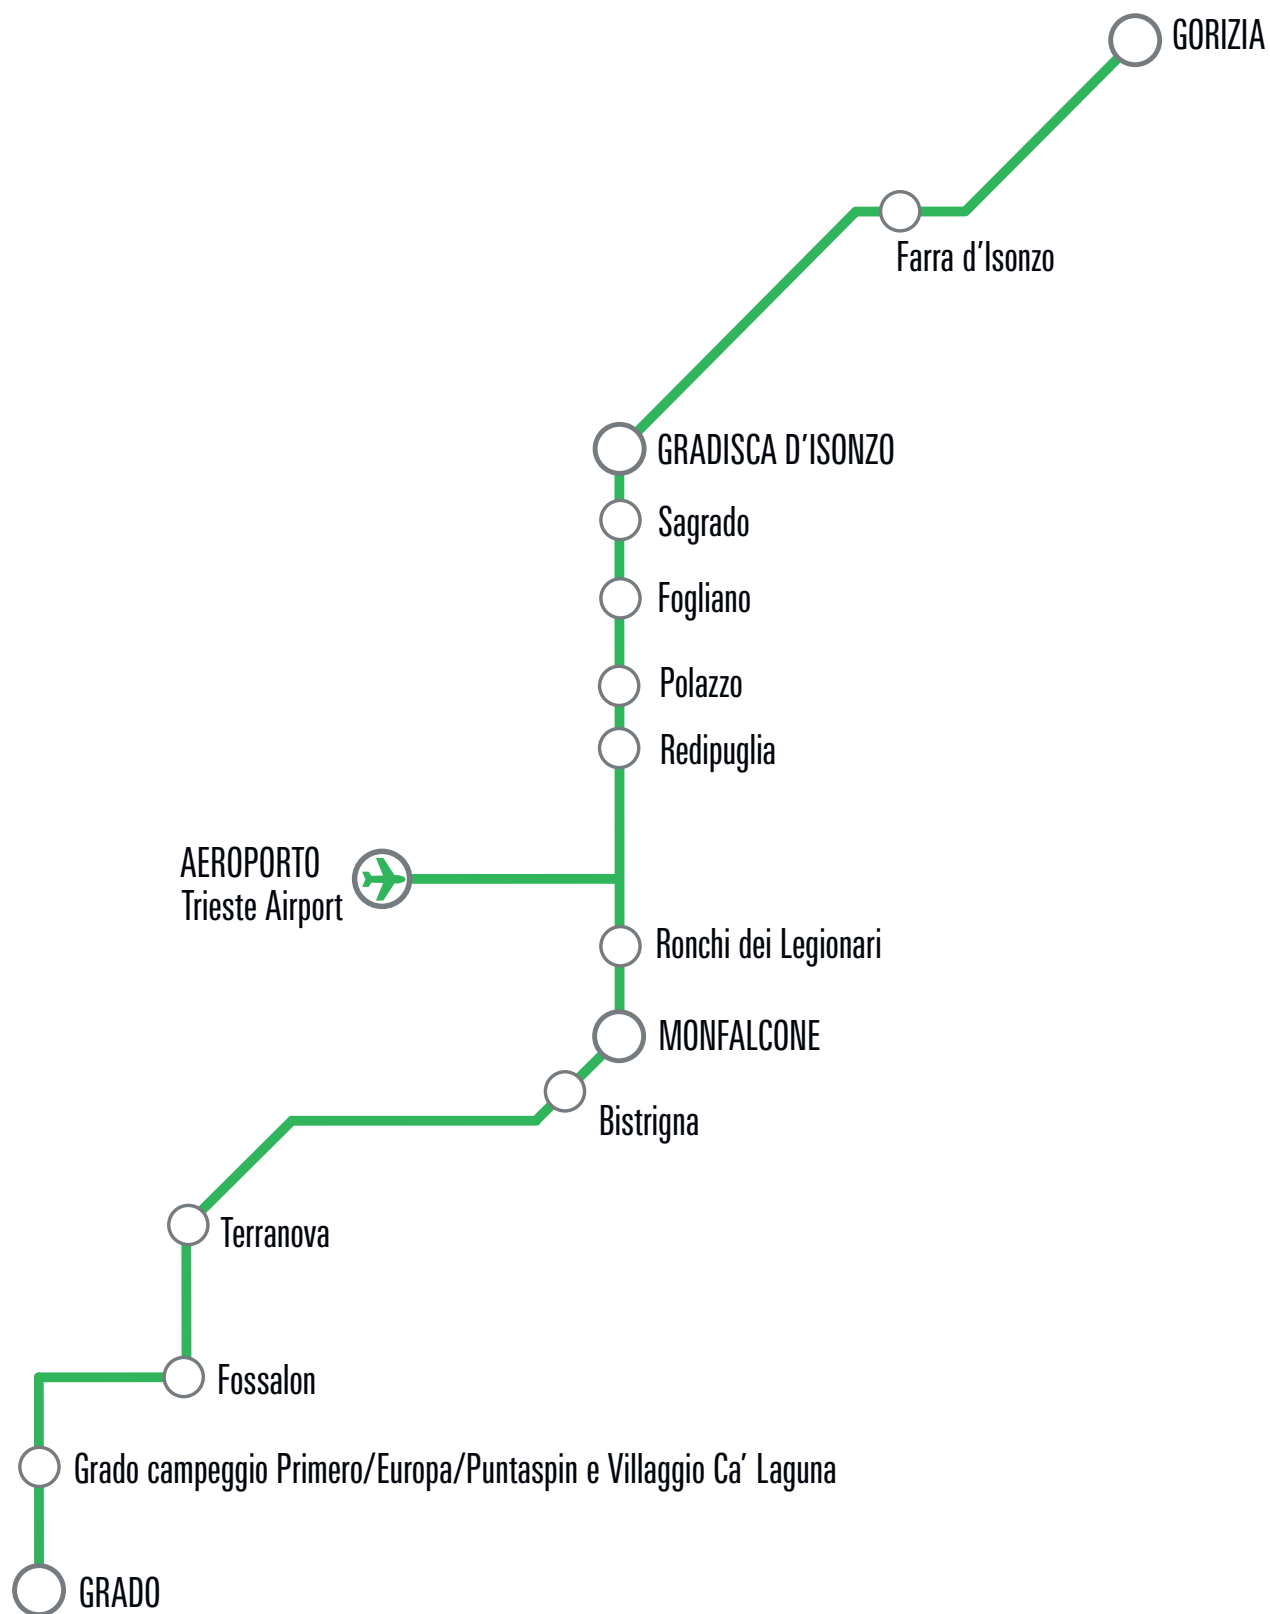 GORIZIA
Farra d’Isonzo
GRADISCA D’ISONZO
Sagrado
Fogliano
Polazzo
Redipuglia
AEROPORTO
Trieste Airport
Ronchi dei Legionari
MONFALCONE
Bistrigna
Terranova
Fossalon
Grado campeggio Primero/Europa/Puntaspin e Villaggio Ca’ Laguna
GRADO